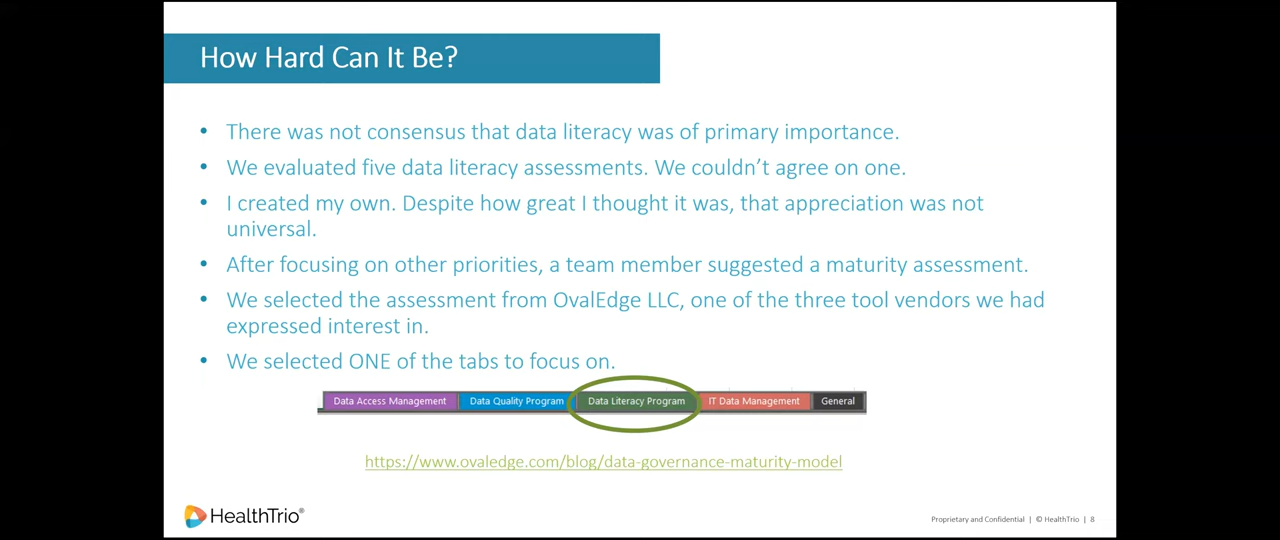 How Hard Can It Be?
• There was not consensus that data literacy was of primary importance.
• We evaluated five data literacy assessments. We couldn’t agree on one.
• I created my own. Despite how great I thought it was, that appreciation was not
universal.
• After focusing on other priorities, a team member suggested a maturity assessment.
• We selected the assessment from OvalEdge LLC, one of the three tool vendors we had
expressed interest in.
• We selected ONE of the tabs to focus on.
Data Access Management Data Quality Program Data Literacy Program IT Data Management General
https://www.ovaledge.com/blog/data-governance-maturity-model
HealthTrio®
Proprietary and Confidential | © HealthTrio | 8